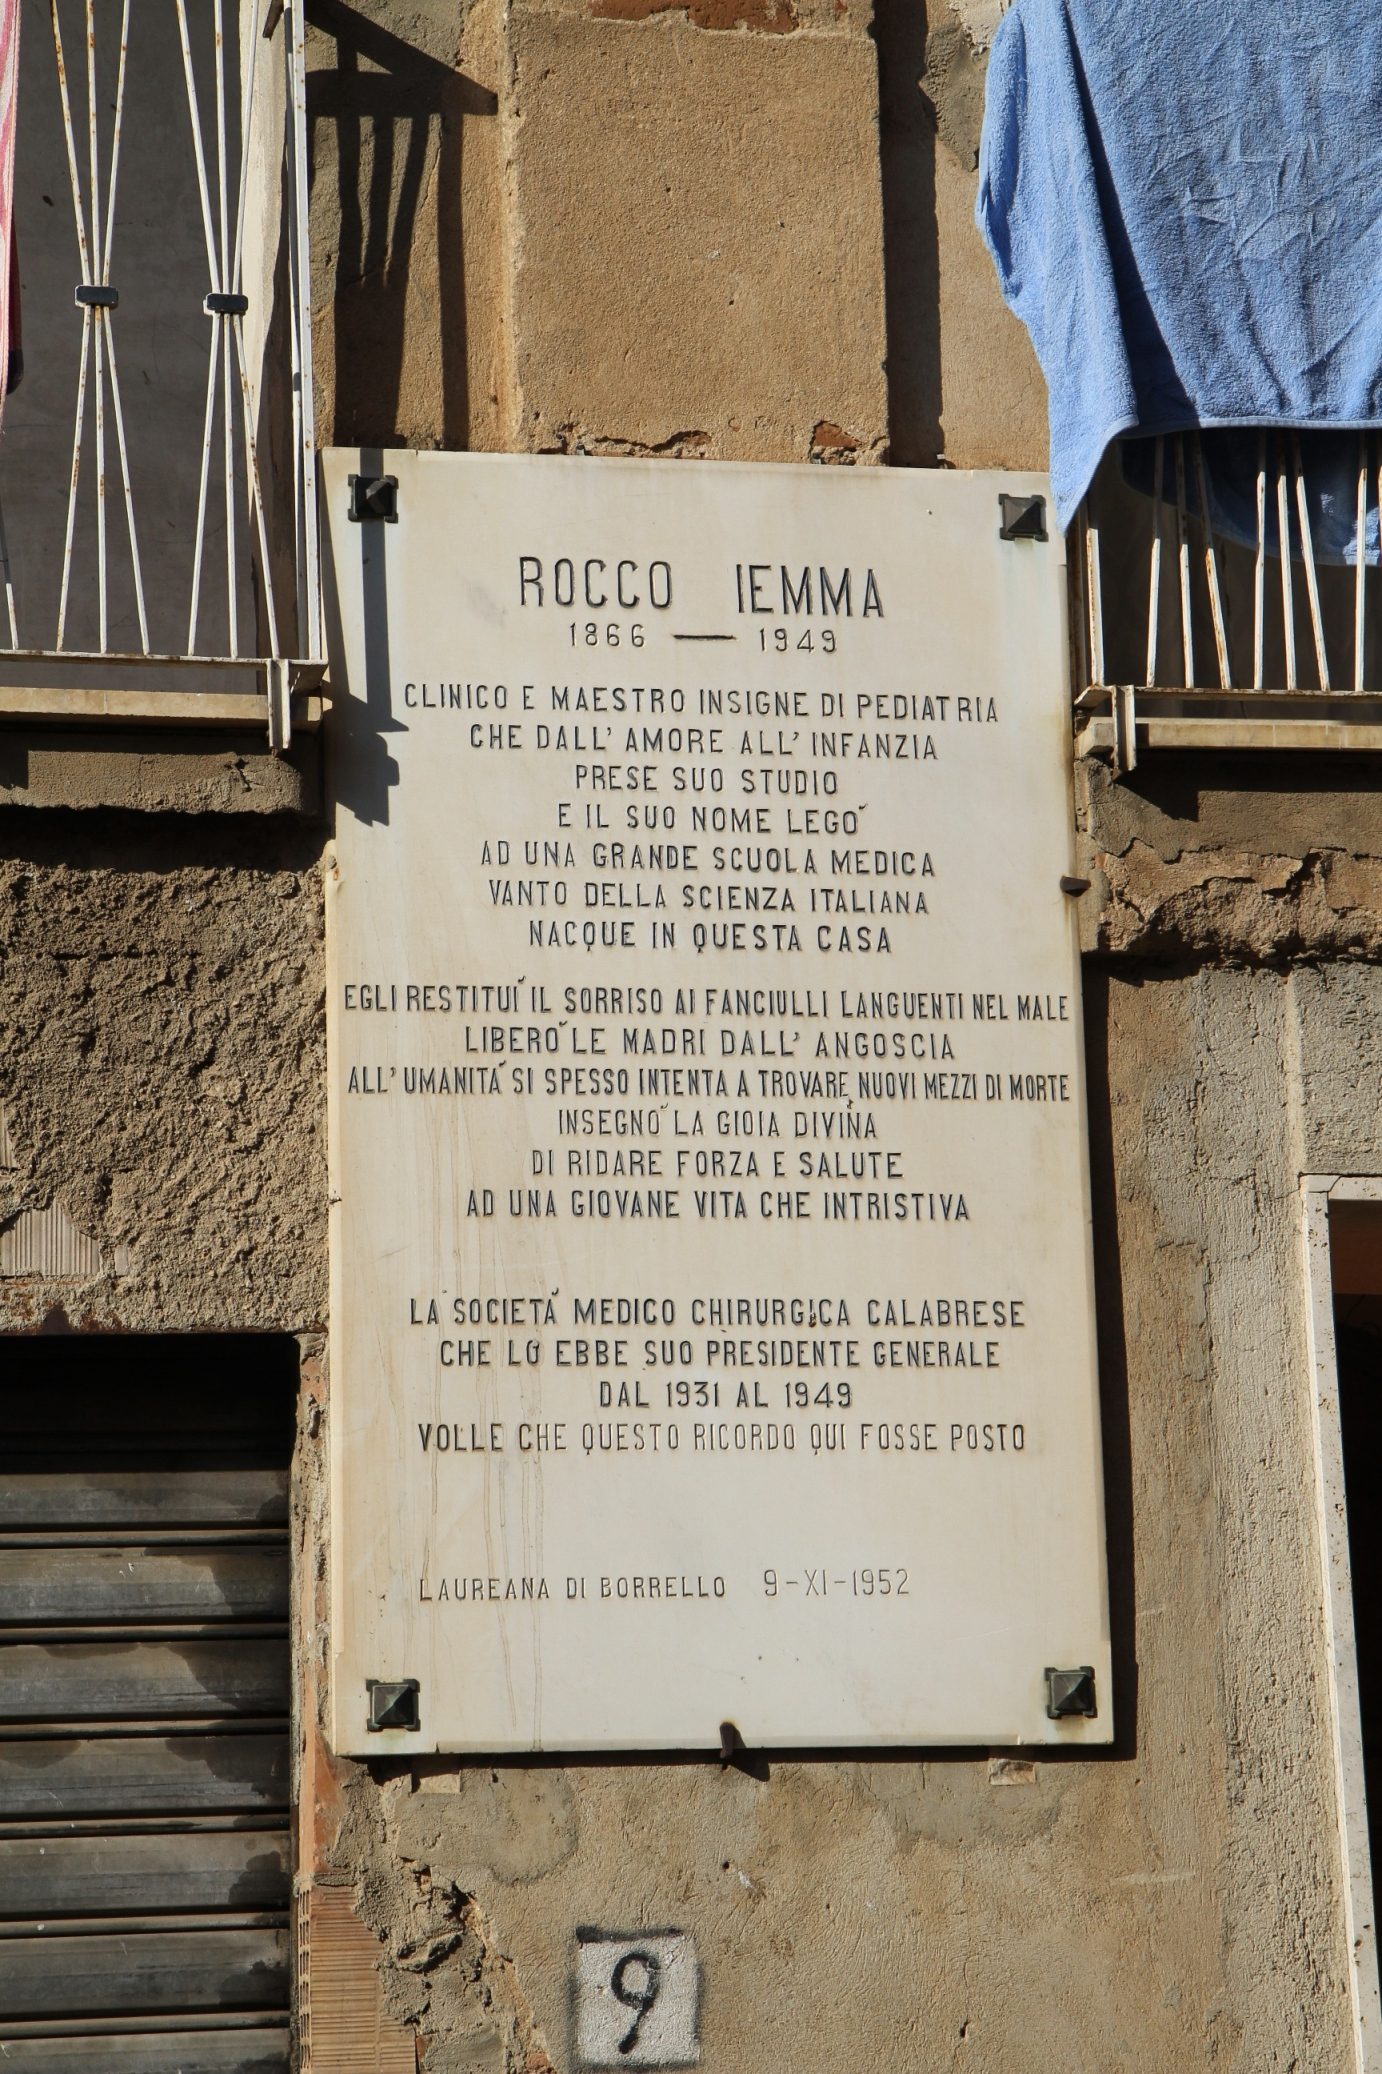 ROCCO IEMMA
1866 — 1949
CLINICO E MAESTRO INSIGNE DI PEDIATRIA
CHE DALL' AMORE ALL' INFANZIA
PRESE SUO STUDIO
E IL SUO NOME LEGÓ
AD UNA GRANDE SCUOLA MEDICA
VANTO DELLA SCIENZA ITALIANA
NACQUE IN QUESTA CASA
EGLI RESTITUÍ IL SORRISO AI FANCIULLI LANGUENTI NEL MALE
LIBERÓ LE MADRI DALL' ANGOSCIA
ALL' UMANITÁ SI SPESSO INTENTA A TROVARE NUOVI MEZZI DI MORTE
INSEGNÓ LA GIOIA DIVINA
DI RIDARE FORZA E SALUTE
AD UNA GIOVANE VITA CHE INTRISTIVA
LA SOCIETÁ MEDICO CHIRURGICA CALABRESE
CHE LO EBBE SUO PRESIDENTE GENERALE
DAL 1931 AL 1949
VOLLE CHE QUESTO RICORDO QUI FOSSE POSTO
LAUREANA DI BORRELLO 9-XI-1952
9